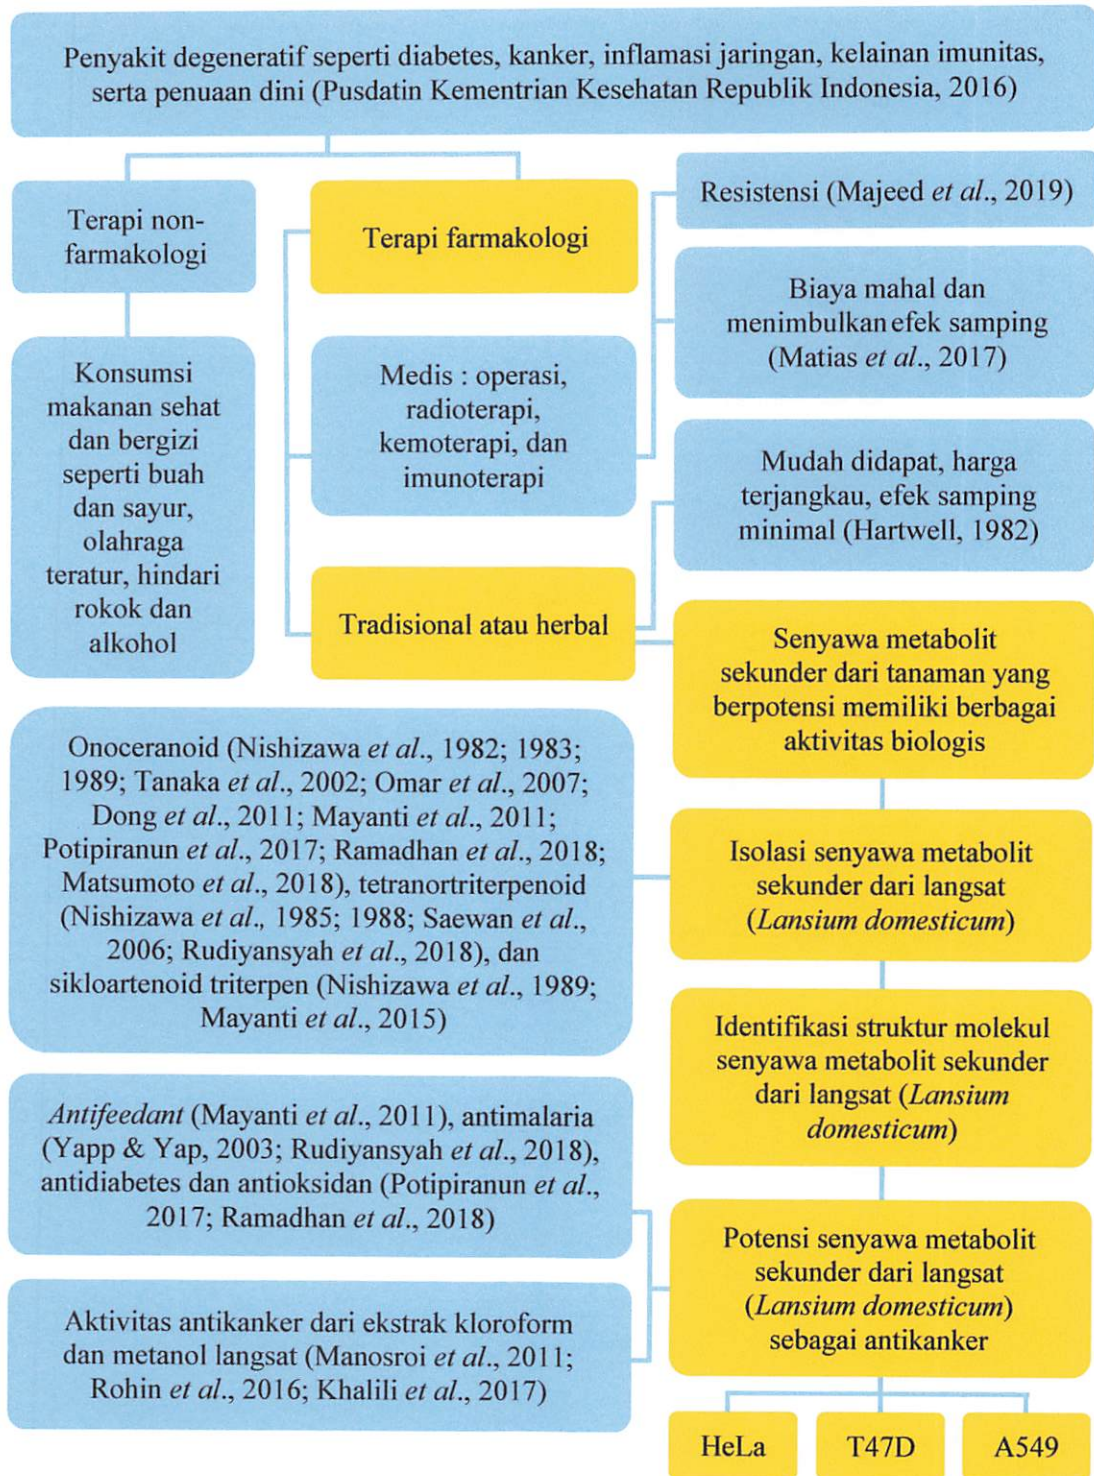 Penyakit degeneratif seperti diabetes, kanker, inflamasi jaringan, kelainan imunitas,
serta penuaan dini (Pusdatin Kementrian Kesehatan Republik Indonesia, 2016)
Terapi non-
farmakologi
Terapi farmakologi
Resistensi (Majeed et al., 2019)
Biaya mahal dan
menimbulkan efek samping
(Matias et al., 2017)
Konsumsi
makanan sehat
dan bergizi
seperti buah
dan sayur,
olahraga
teratur, hindari
rokok dan
alkohol
Medis : operasi,
radioterapi,
kemoterapi, dan
imunoterapi
Mudah didapat, harga
terjangkau, efek samping
minimal (Hartwell, 1982)
Tradisional atau herbal
Senyawa metabolit
sekunder dari tanaman yang
berpotensi memiliki berbagai
aktivitas biologis
Onoceranoid (Nishizawa et al., 1982; 1983;
1989; Tanaka et al., 2002; Omar et al., 2007;
Dong et al., 2011; Mayanti et al., 2011;
Potipiranun et al., 2017; Ramadhan et al., 2018;
Matsumoto et al., 2018), tetranortriterpenoid
(Nishizawa et al., 1985; 1988; Saewan et al.,
2006; Rudiyansyah et al., 2018), dan
sikloartenoid triterpen (Nishizawa et al., 1989;
Mayanti et al., 2015)
Isolasi senyawa metabolit
sekunder dari langsat
(Lansium domesticum)
Identifikasi struktur molekul
senyawa metabolit sekunder
dari langsat (Lansium
domesticum)
Antifeedant (Mayanti et al., 2011), antimalaria
(Yapp & Yap, 2003; Rudiyansyah et al., 2018),
antidiabetes dan antioksidan (Potipiranun et al.,
2017; Ramadhan et al., 2018)
Potensi senyawa metabolit
sekunder dari langsat
(Lansium domesticum)
sebagai antikanker
Aktivitas antikanker dari ekstrak kloroform
dan metanol langsat (Manosroi et al., 2011;
Rohin et al., 2016; Khalili et al., 2017)
HeLa
T47D
A549